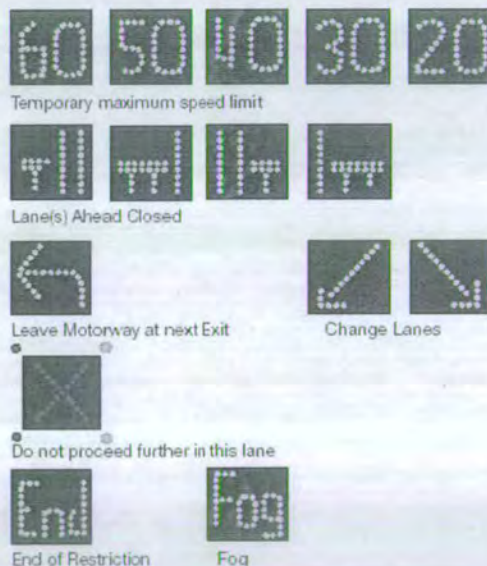 60 50 40 30 20
Temporary maximum speed limit
Lane(s) Ahead Closed
Leave Motorway at next Exit Change Lanes
Do not proceed further in this lane
End Fog
End of Restriction Fog